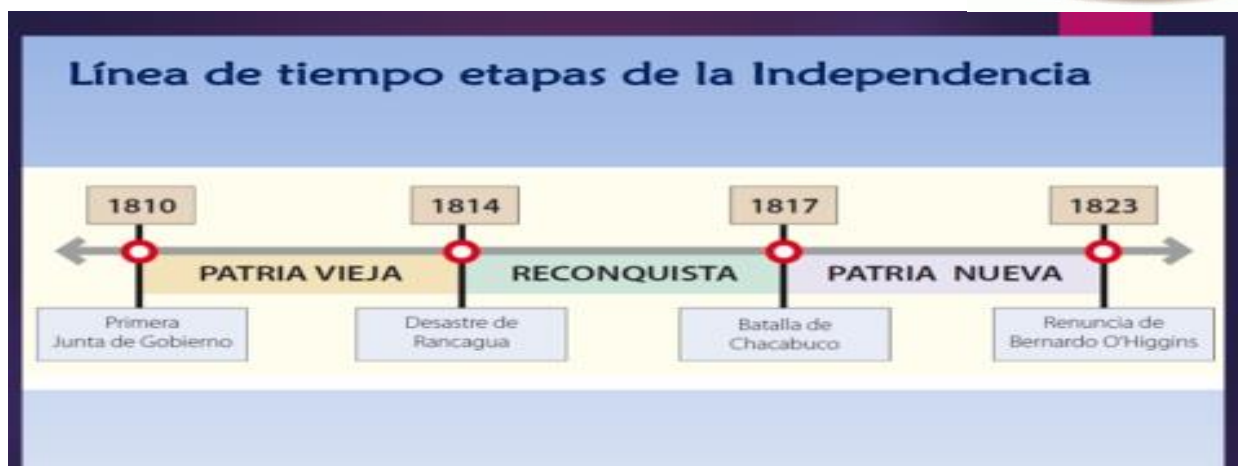 Línea de tiempo etapas de la Independencia
1810
1814
1817
1823
PATRIA VIEJA
RECONQUISTA
PATRIA NUEVA
Primera
Junta de Gobierno
Desastre de
Rancagua
Batalla de
Chacabuco
Renuncia de
Bernardo O'Higgins